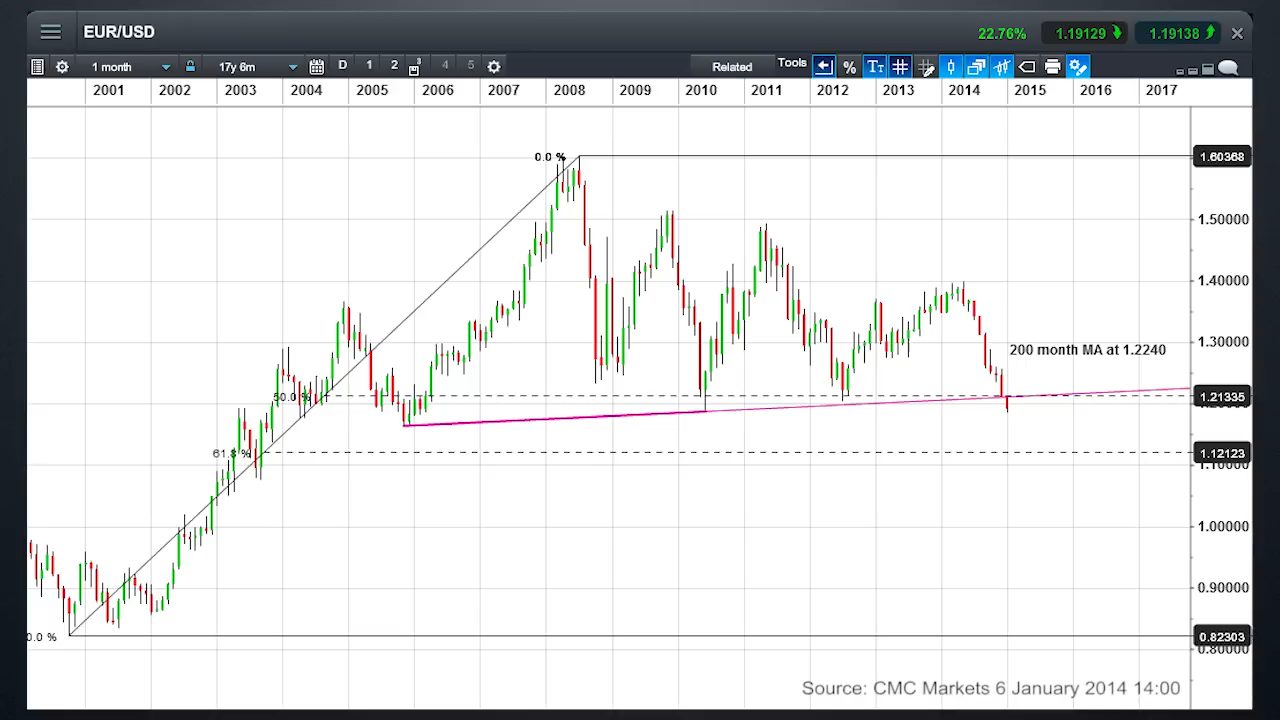 EUR/USD
22.76% 1.19129 1.19138
1 month 17y 6m D 1 2 3 4 5 Related Tools % TT
2001 2002 2003 2004 2005 2006 2007 2008 2009 2010 2011 2012 2013 2014 2015 2016 2017
0.0 % 1.60368
1.50000
1.40000
1.30000
200 month MA at 1.2240
50.0 % 1.21335
61.8 % 1.12123
1.10000
1.00000
0.90000
0.0 % 0.82303
0.80000
Source: CMC Markets 6 January 2014 14:00